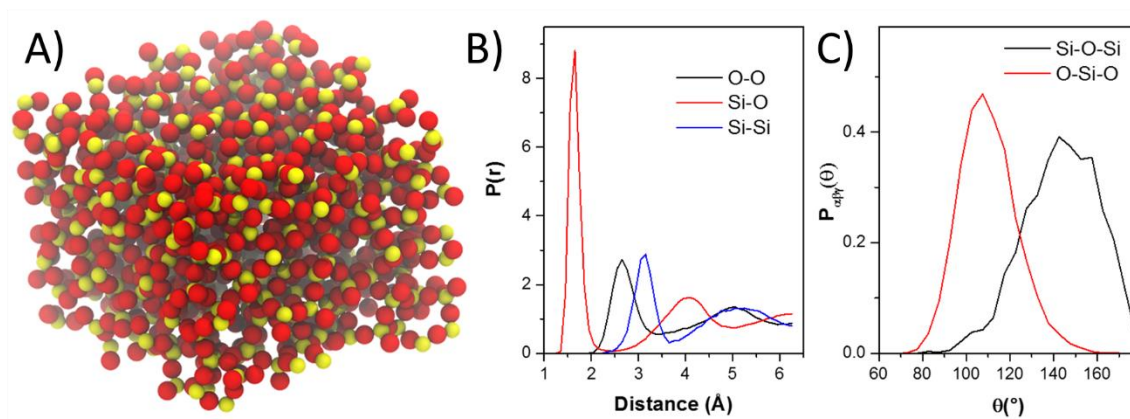 A)
B)
P(r)
8
6
4
2
0
O-O
Si-O
Si-Si
1 2 3 4 5 6
Distance (Å)
C)
Pαβγ(θ)
0.4
0.2
0.0
Si-O-Si
O-Si-O
60 80 100 120 140 160
θ(°)